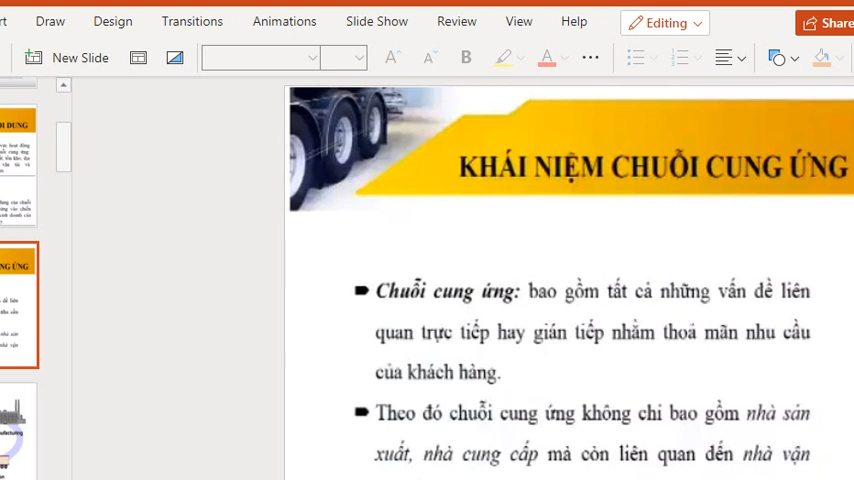 Draw Design Transitions Animations Slide Show Review View Help Editing Share
New Slide A A B A ...
KHÁI NIỆM CHUỖI CUNG ỨNG
Chuỗi cung ứng: bao gồm tất cả những vấn đề liên
quan trực tiếp hay gián tiếp nhằm thoả mãn nhu cầu
của khách hàng.
Theo đó chuỗi cung ứng không chỉ bao gồm nhà sản
xuất, nhà cung cấp mà còn liên quan đến nhà vận